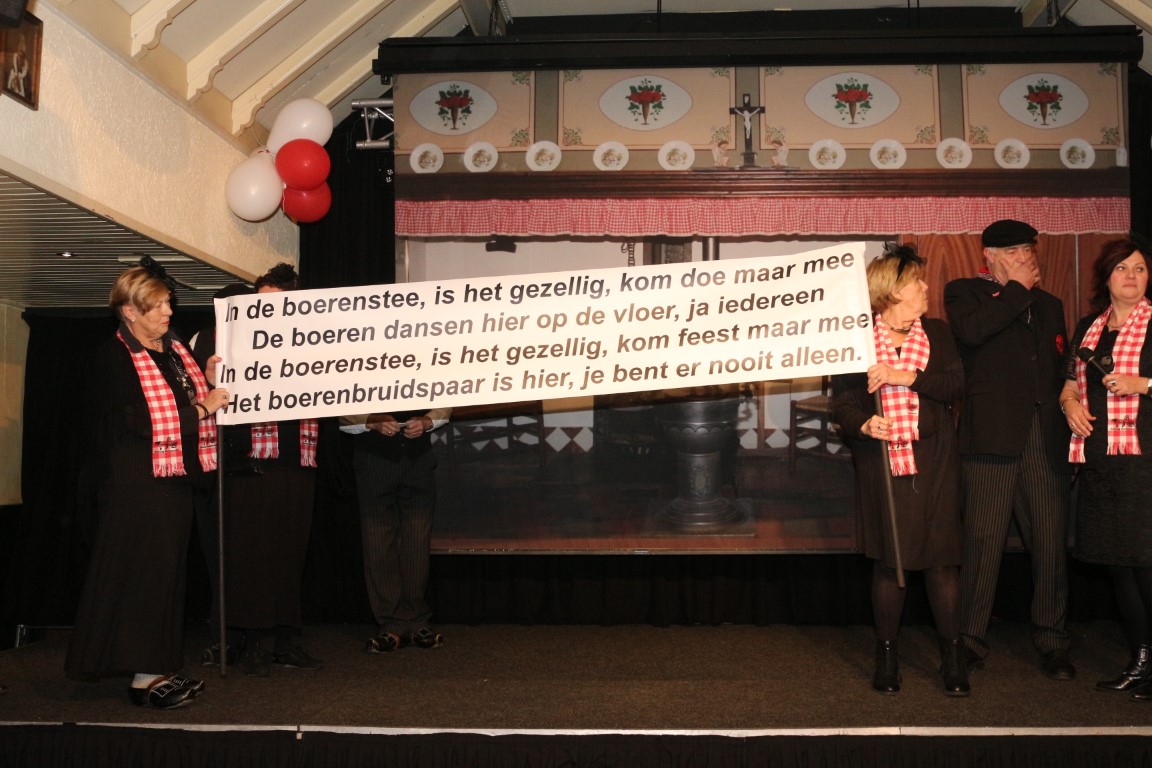 In de boerenstee, is het gezellig, kom doe maar mee
De boeren dansen hier op de vloer, ja iedereen
In de boerenstee, is het gezellig, kom feest maar mee
Het boerenbruidspaar is hier, je bent er nooit alleen.